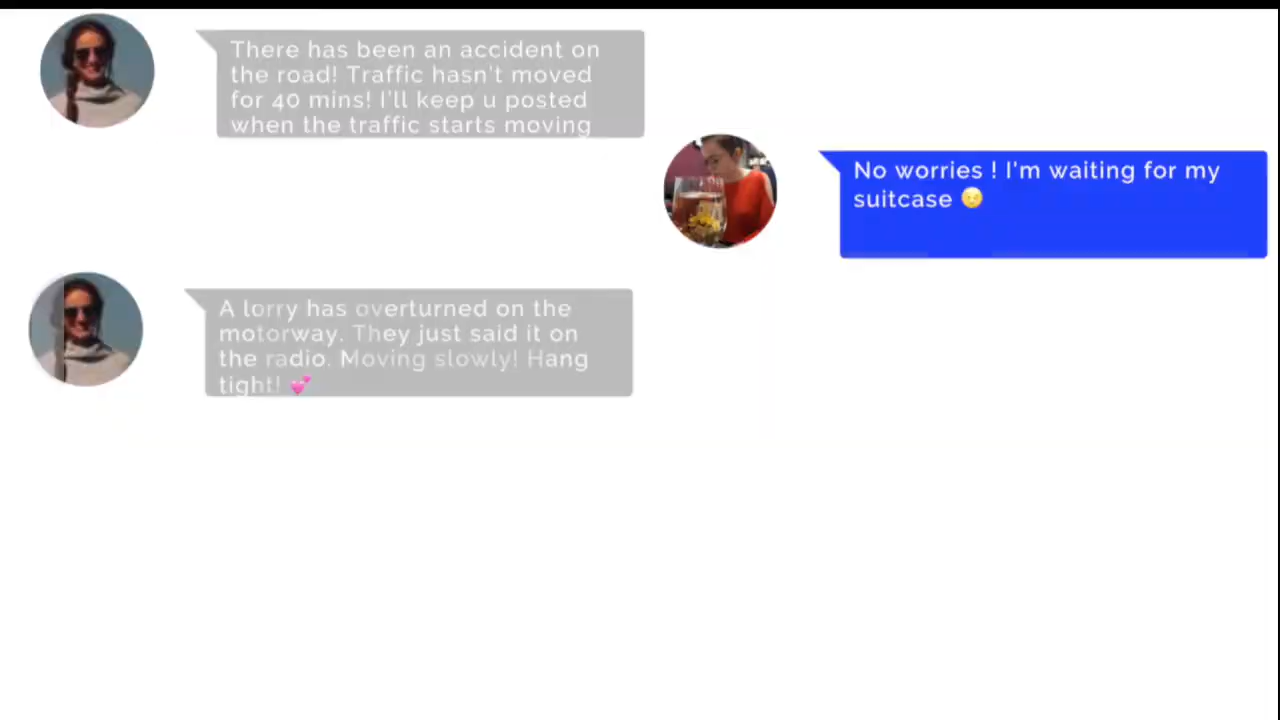 There has been an accident on
the road! Traffic hasn't moved
for 40 mins! I'll keep u posted
when the traffic starts moving
No worries ! I'm waiting for my
suitcase 😢
A lorry has overturned on the
motorway. They just said it on
the radio. Moving slowly! Hang
tight! 💕